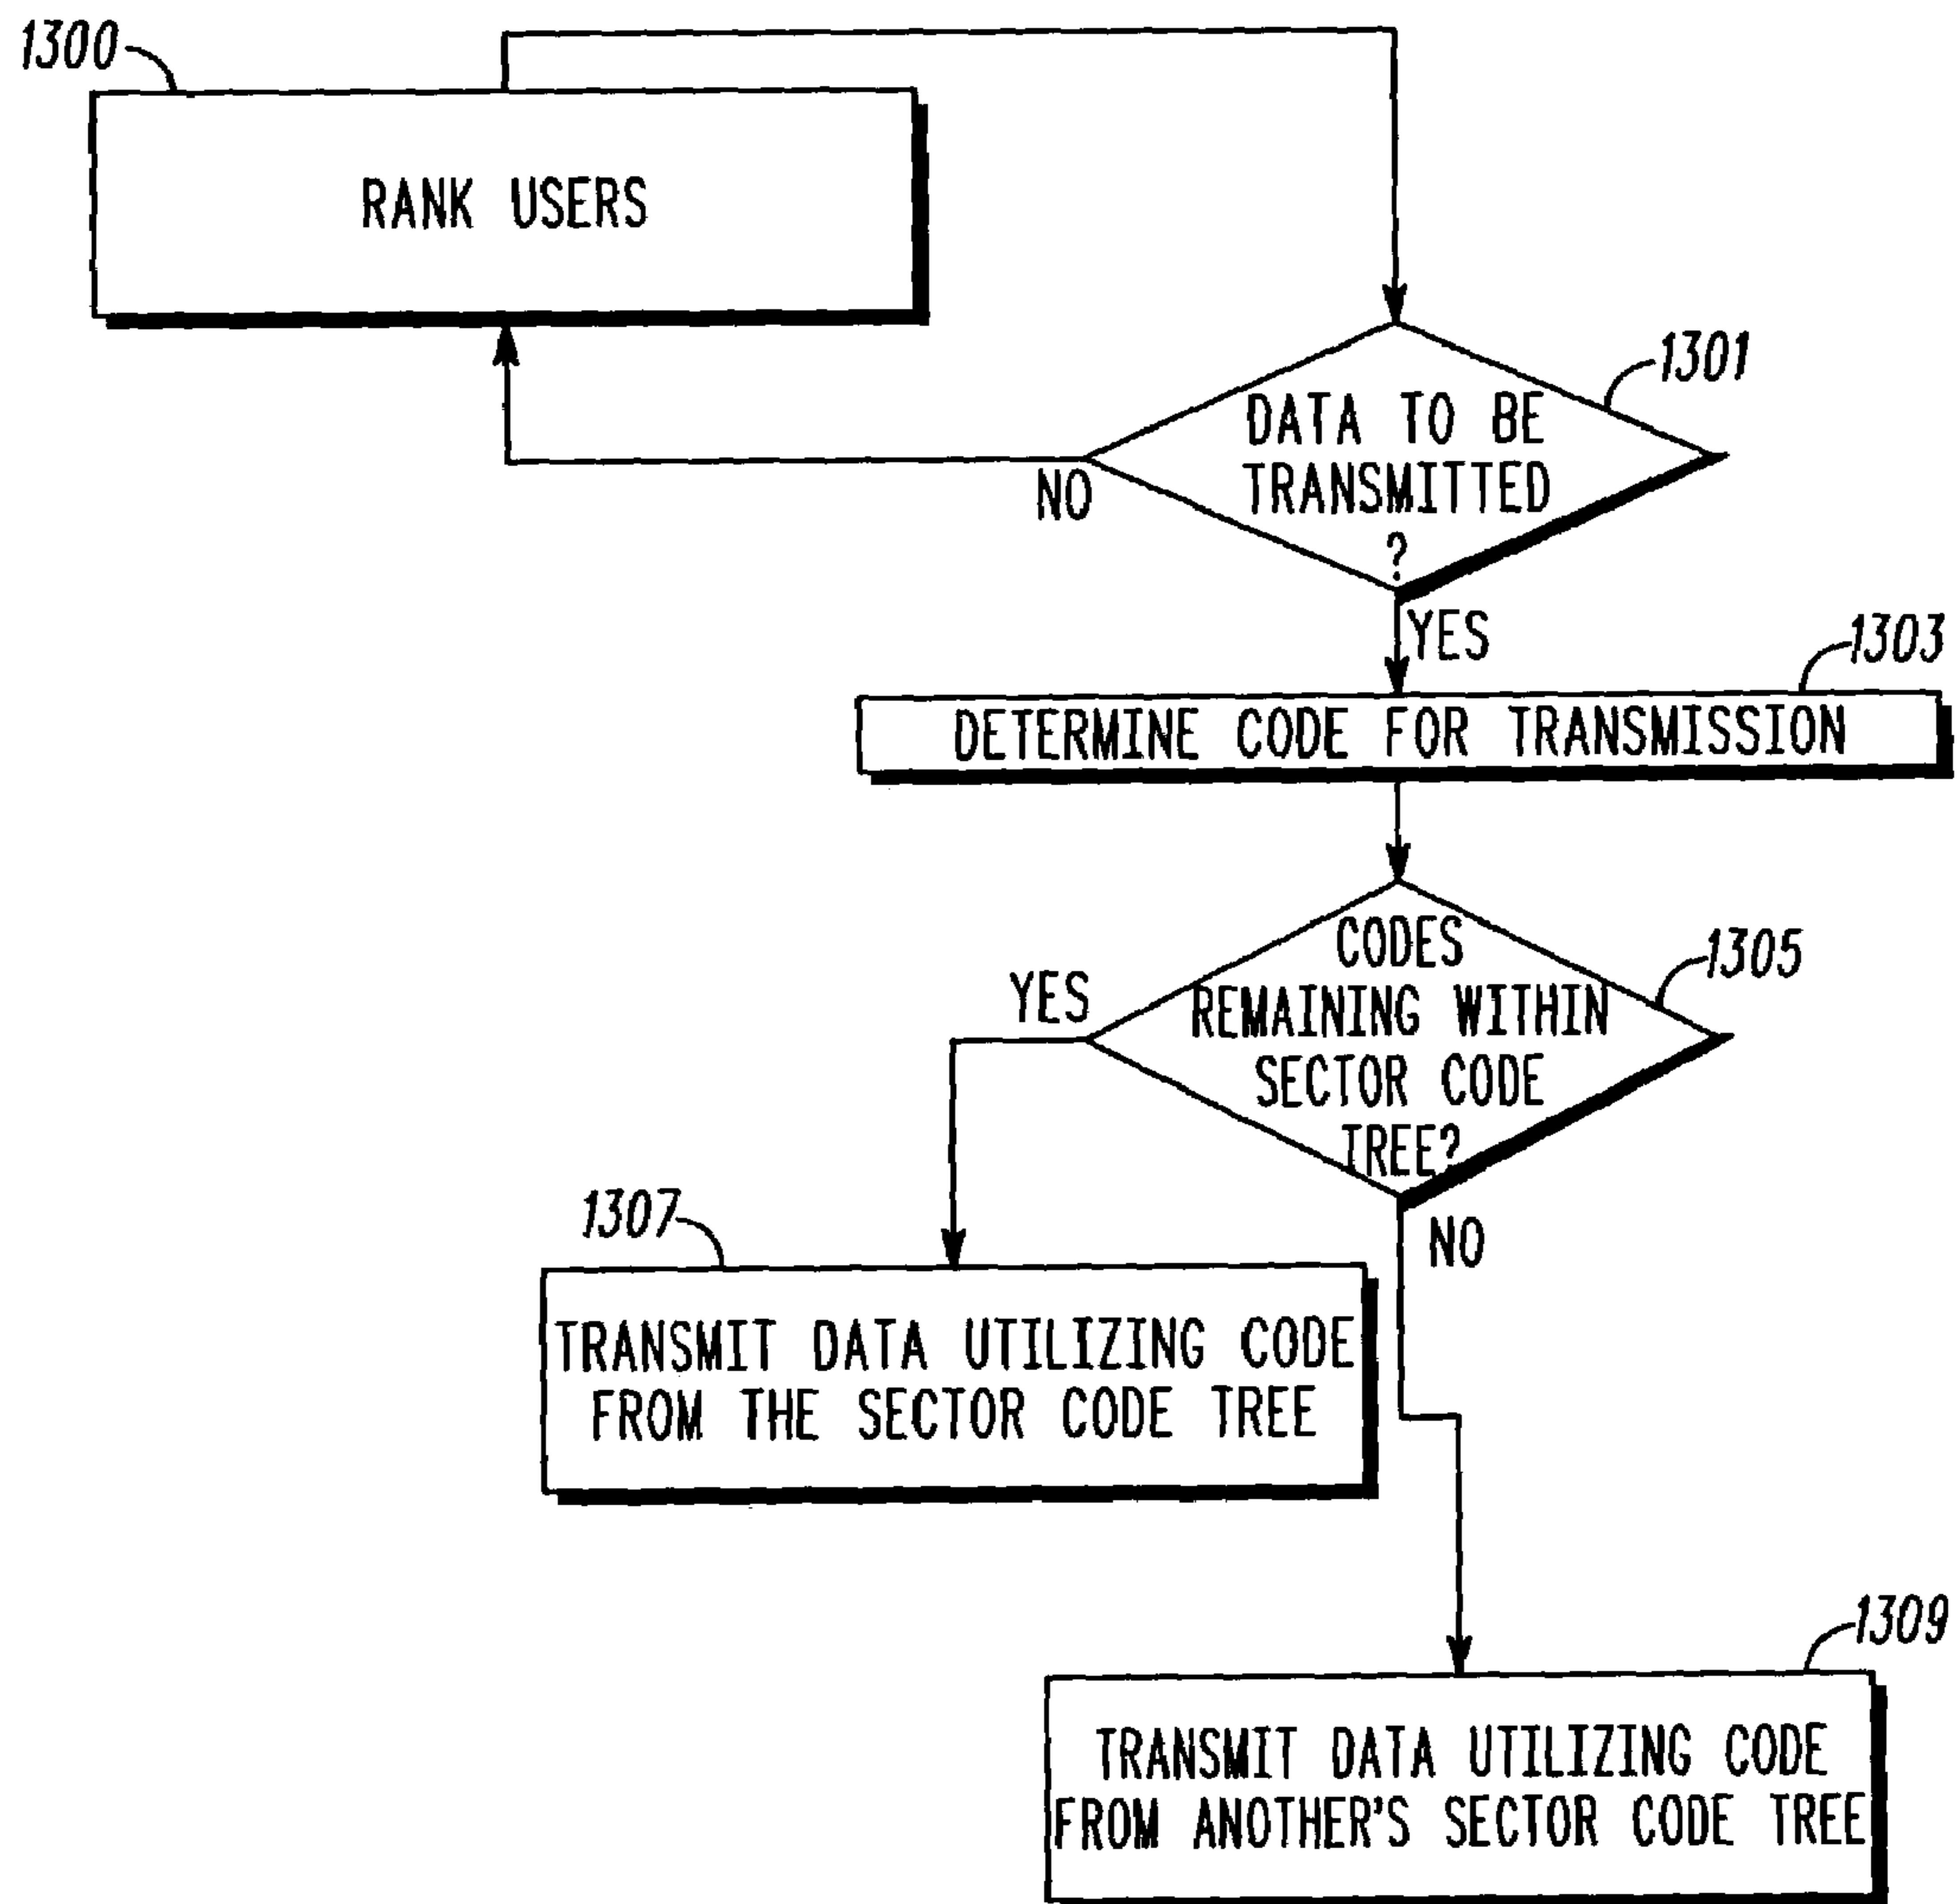 1300
RANK USERS
1301
DATA TO BE
TRANSMITTED
?
NO
YES
1303
DETERMINE CODE FOR TRANSMISSION
1305
CODES
REMAINING WITHIN
SECTOR CODE
TREE?
YES
NO
1307
TRANSMIT DATA UTILIZING CODE
FROM THE SECTOR CODE TREE
1309
TRANSMIT DATA UTILIZING CODE
FROM ANOTHER'S SECTOR CODE TREE